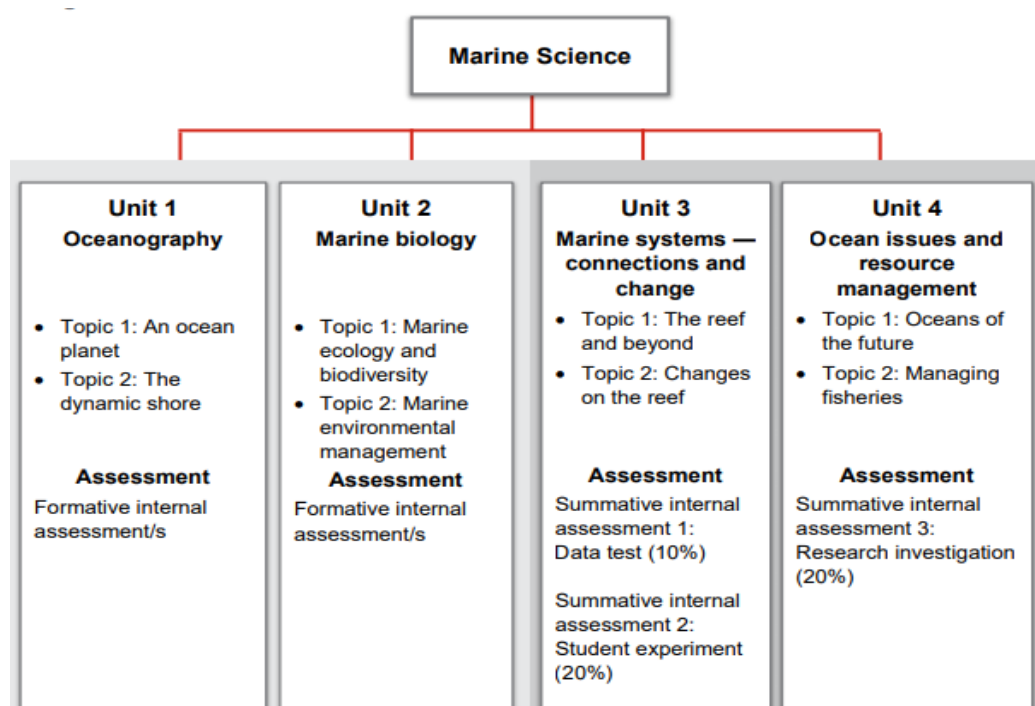 Marine Science
Unit 1
Oceanography
• Topic 1: An ocean
planet
• Topic 2: The
dynamic shore
Assessment
Formative internal
assessment/s
Unit 2
Marine biology
• Topic 1: Marine
ecology and
biodiversity
• Topic 2: Marine
environmental
management
Assessment
Formative internal
assessment/s
Unit 3
Marine systems —
connections and
change
• Topic 1: The reef
and beyond
• Topic 2: Changes
on the reef
Assessment
Summative internal
assessment 1:
Data test (10%)
Summative internal
assessment 2:
Student experiment
(20%)
Unit 4
Ocean issues and
resource
management
• Topic 1: Oceans of
the future
• Topic 2: Managing
fisheries
Assessment
Summative internal
assessment 3:
Research investigation
(20%)